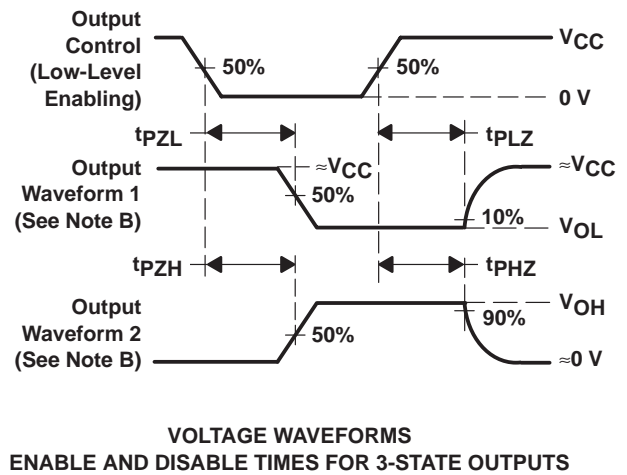 Output
Control
(Low-Level
Enabling)
50%
50%
VCC
0 V
tPZL
tPLZ
Output
Waveform 1
(See Note B)
≈VCC
50%
≈VCC
10%
VOL
tPZH
tPHZ
Output
Waveform 2
(See Note B)
50%
VOH
90%
≈0 V
VOLTAGE WAVEFORMS
ENABLE AND DISABLE TIMES FOR 3-STATE OUTPUTS